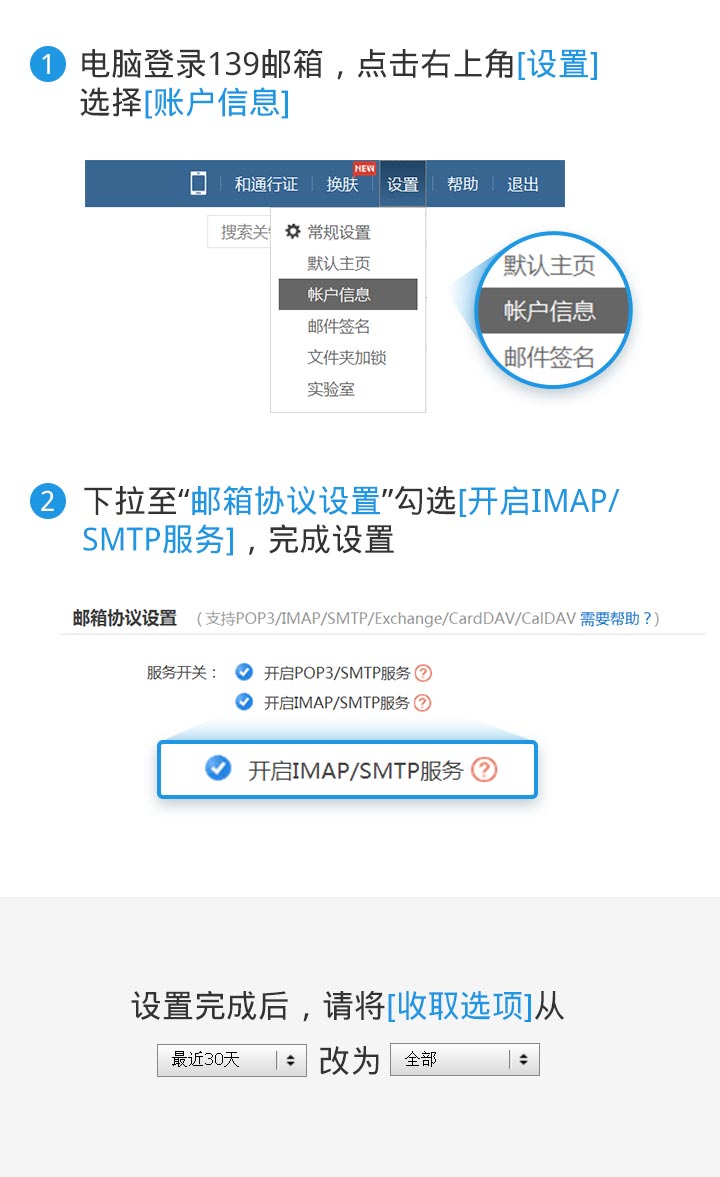 1 电脑登录139邮箱，点击右上角[设置]
选择[账户信息]
和通行证 换肤 NEW 设置 帮助 退出
搜索关
常规设置
默认主页
帐户信息
邮件签名
文件夹加锁
实验室
默认主页
帐户信息
邮件签名
2 下拉至“邮箱协议设置”勾选[开启IMAP/
SMTP服务]，完成设置
邮箱协议设置 （支持POP3/IMAP/SMTP/Exchange/CardDAV/CalDAV 需要帮助？）
服务开关： 开启POP3/SMTP服务 ?
开启IMAP/SMTP服务 ?
开启IMAP/SMTP服务 ?
设置完成后，请将[收取选项]从
最近30天 改为 全部